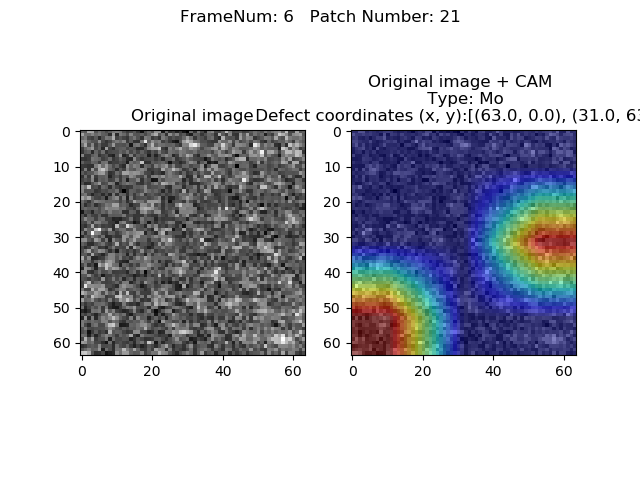 FrameNum: 6   Patch Number: 21
Original image + CAM
Type: Mo
Original image
Defect coordinates (x, y):[(63.0, 0.0), (31.0, 63
0
10
20
30
40
50
60
0 20 40 60
0
10
20
30
40
50
60
0 20 40 60